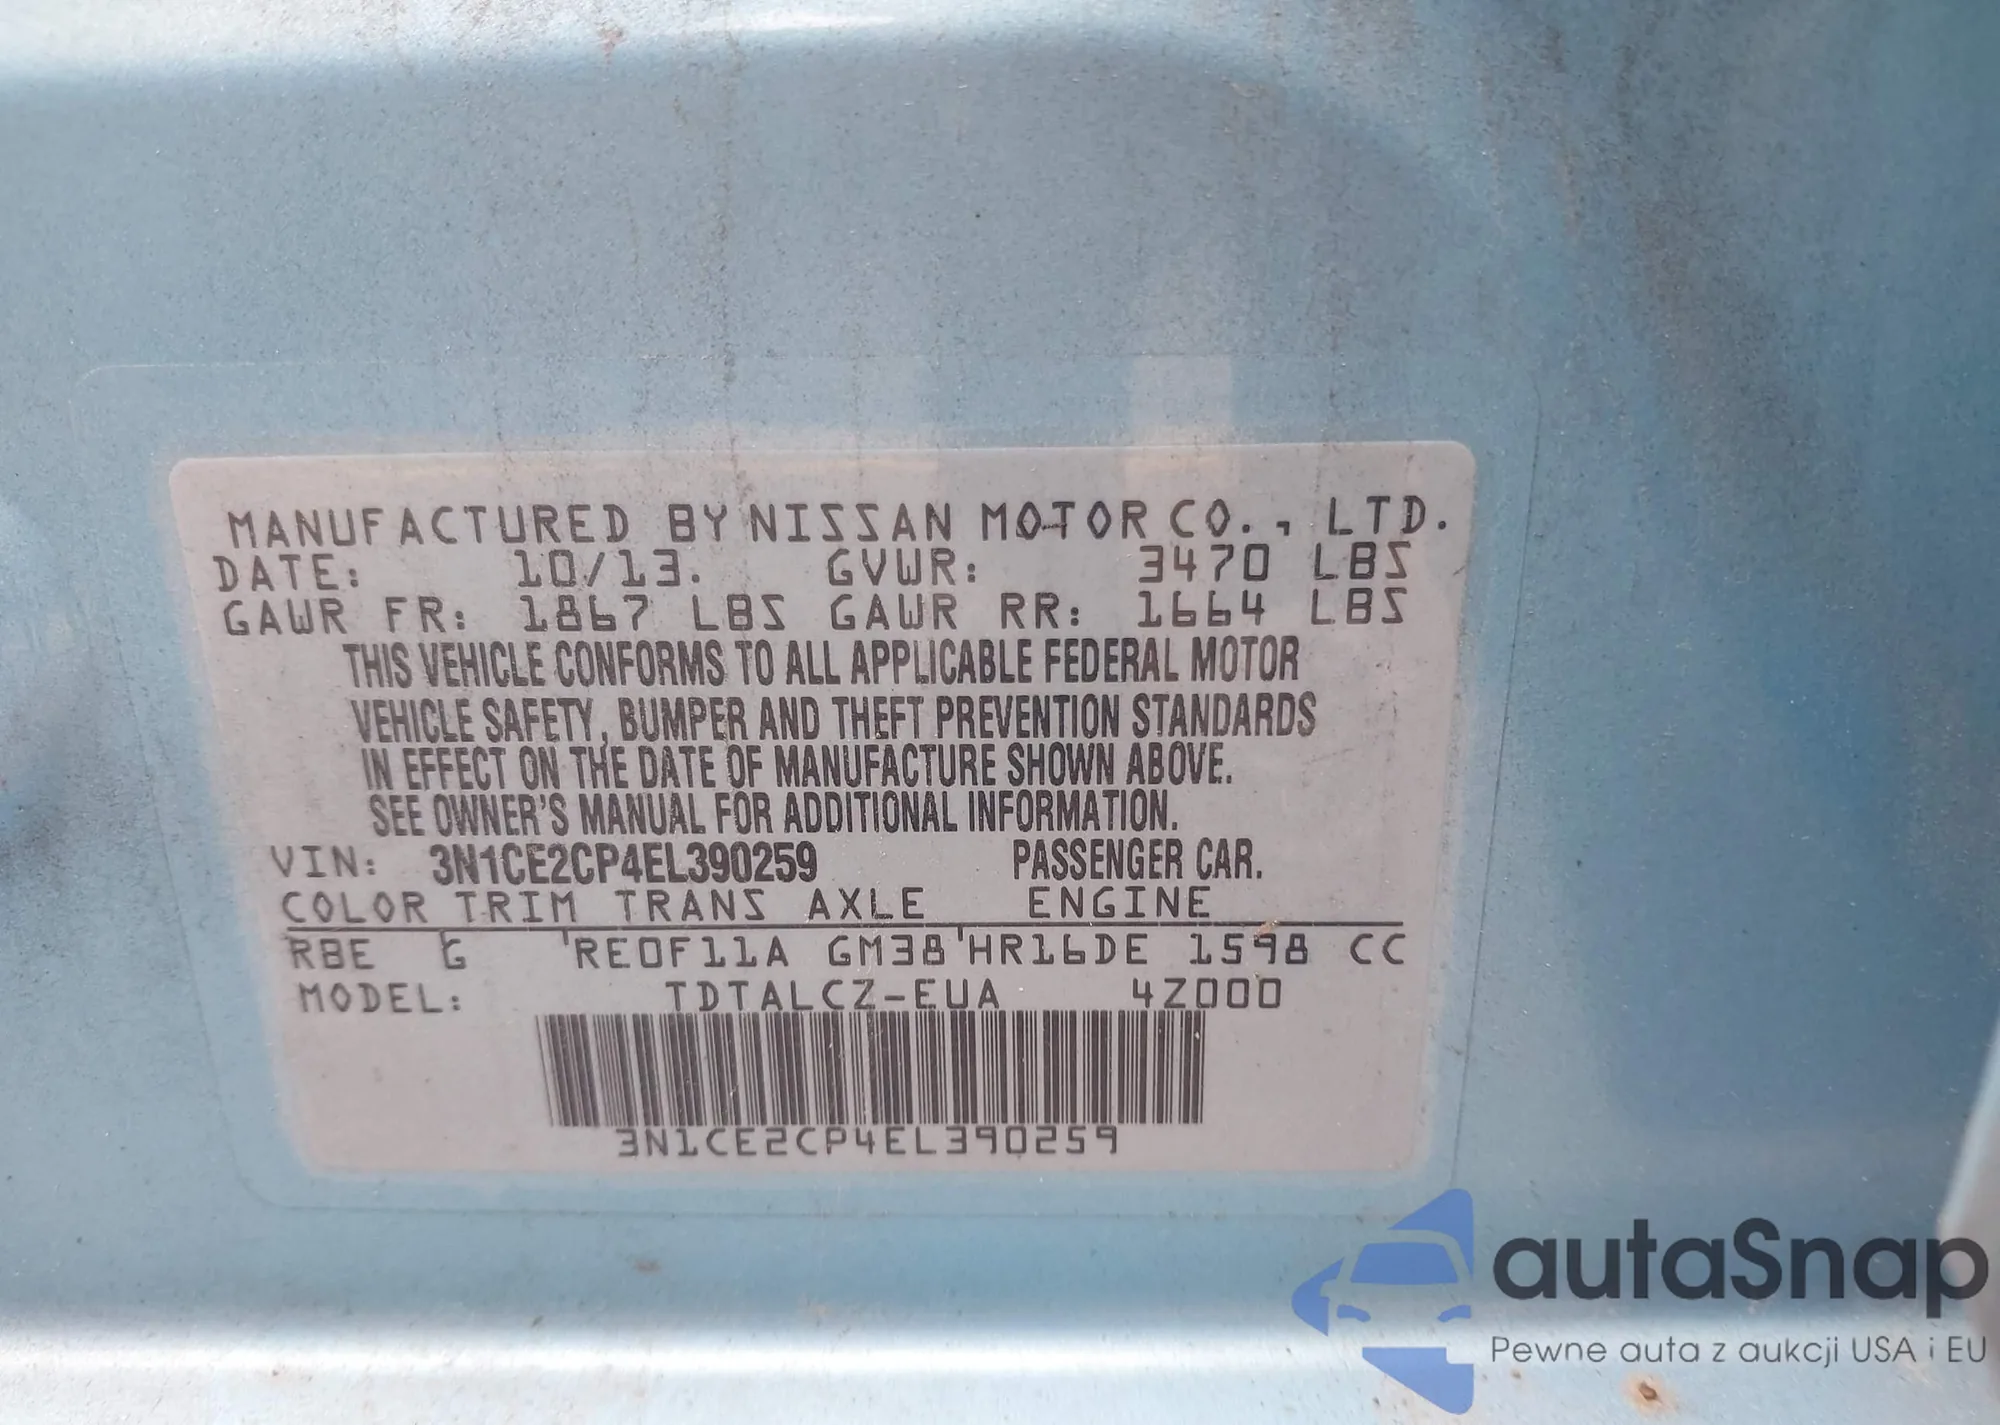 MANUFACTURED BY NISSAN MOTOR CO., LTD.
DATE: 10/13. GVWR: 3470 LBS
GAWR FR: 1867 LBS GAWR RR: 1664 LBS
THIS VEHICLE CONFORMS TO ALL APPLICABLE FEDERAL MOTOR
VEHICLE SAFETY, BUMPER AND THEFT PREVENTION STANDARDS
IN EFFECT ON THE DATE OF MANUFACTURE SHOWN ABOVE.
SEE OWNER'S MANUAL FOR ADDITIONAL INFORMATION.
VIN: 3N1CE2CP4EL390259 PASSENGER CAR.
COLOR TRIM TRANS AXLE ENGINE
RBE G RE0F11A GM38 HR16DE 1598 CC
MODEL: TDTALCZ-EUA 4Z000
3N1CE2CP4EL390259
autaSnap
Pewne auta z aukcji USA i EU